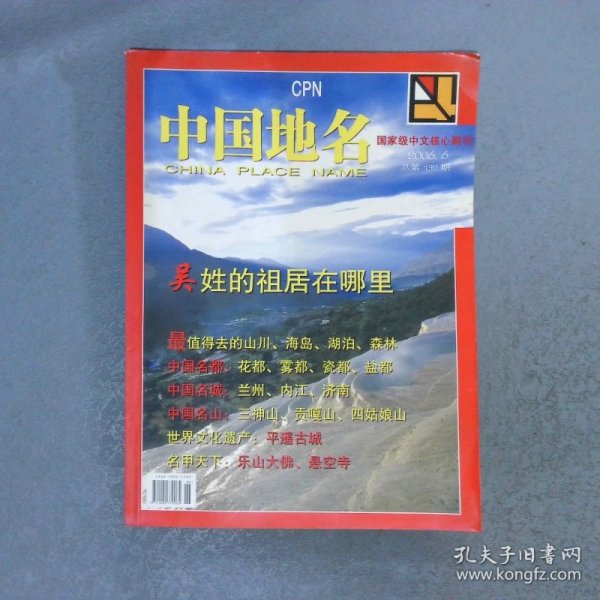 CPN
中国地名
CHINA PLACE NAME
国家级中文核心期刊
2006.6
总第 132 期
吴姓的祖居在哪里
最值得去的山川、海岛、湖泊、森林
中国名都：花都、雾都、瓷都、盐都
中国名城：兰州、内江、济南
中国名山：三神山、贡嘎山、四姑娘山
世界文化遗产：平遥古城
名甲天下：乐山大佛、悬空寺
孔夫子旧书网
www.kongfz.com